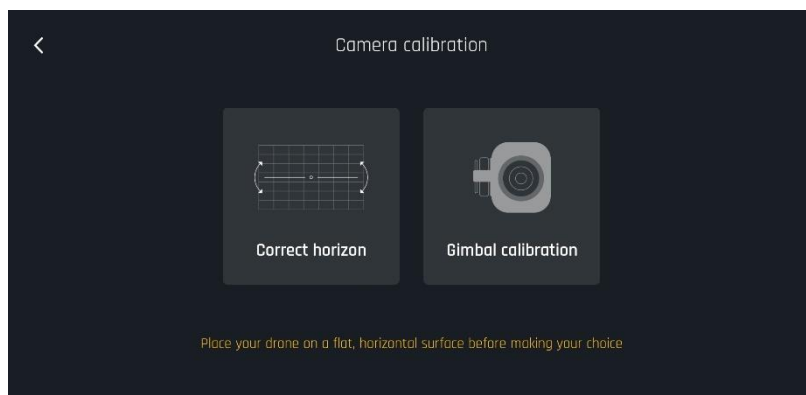 Camera calibration
Correct horizon
Gimbal calibration
Place your drone on a flat, horizontal surface before making your choice